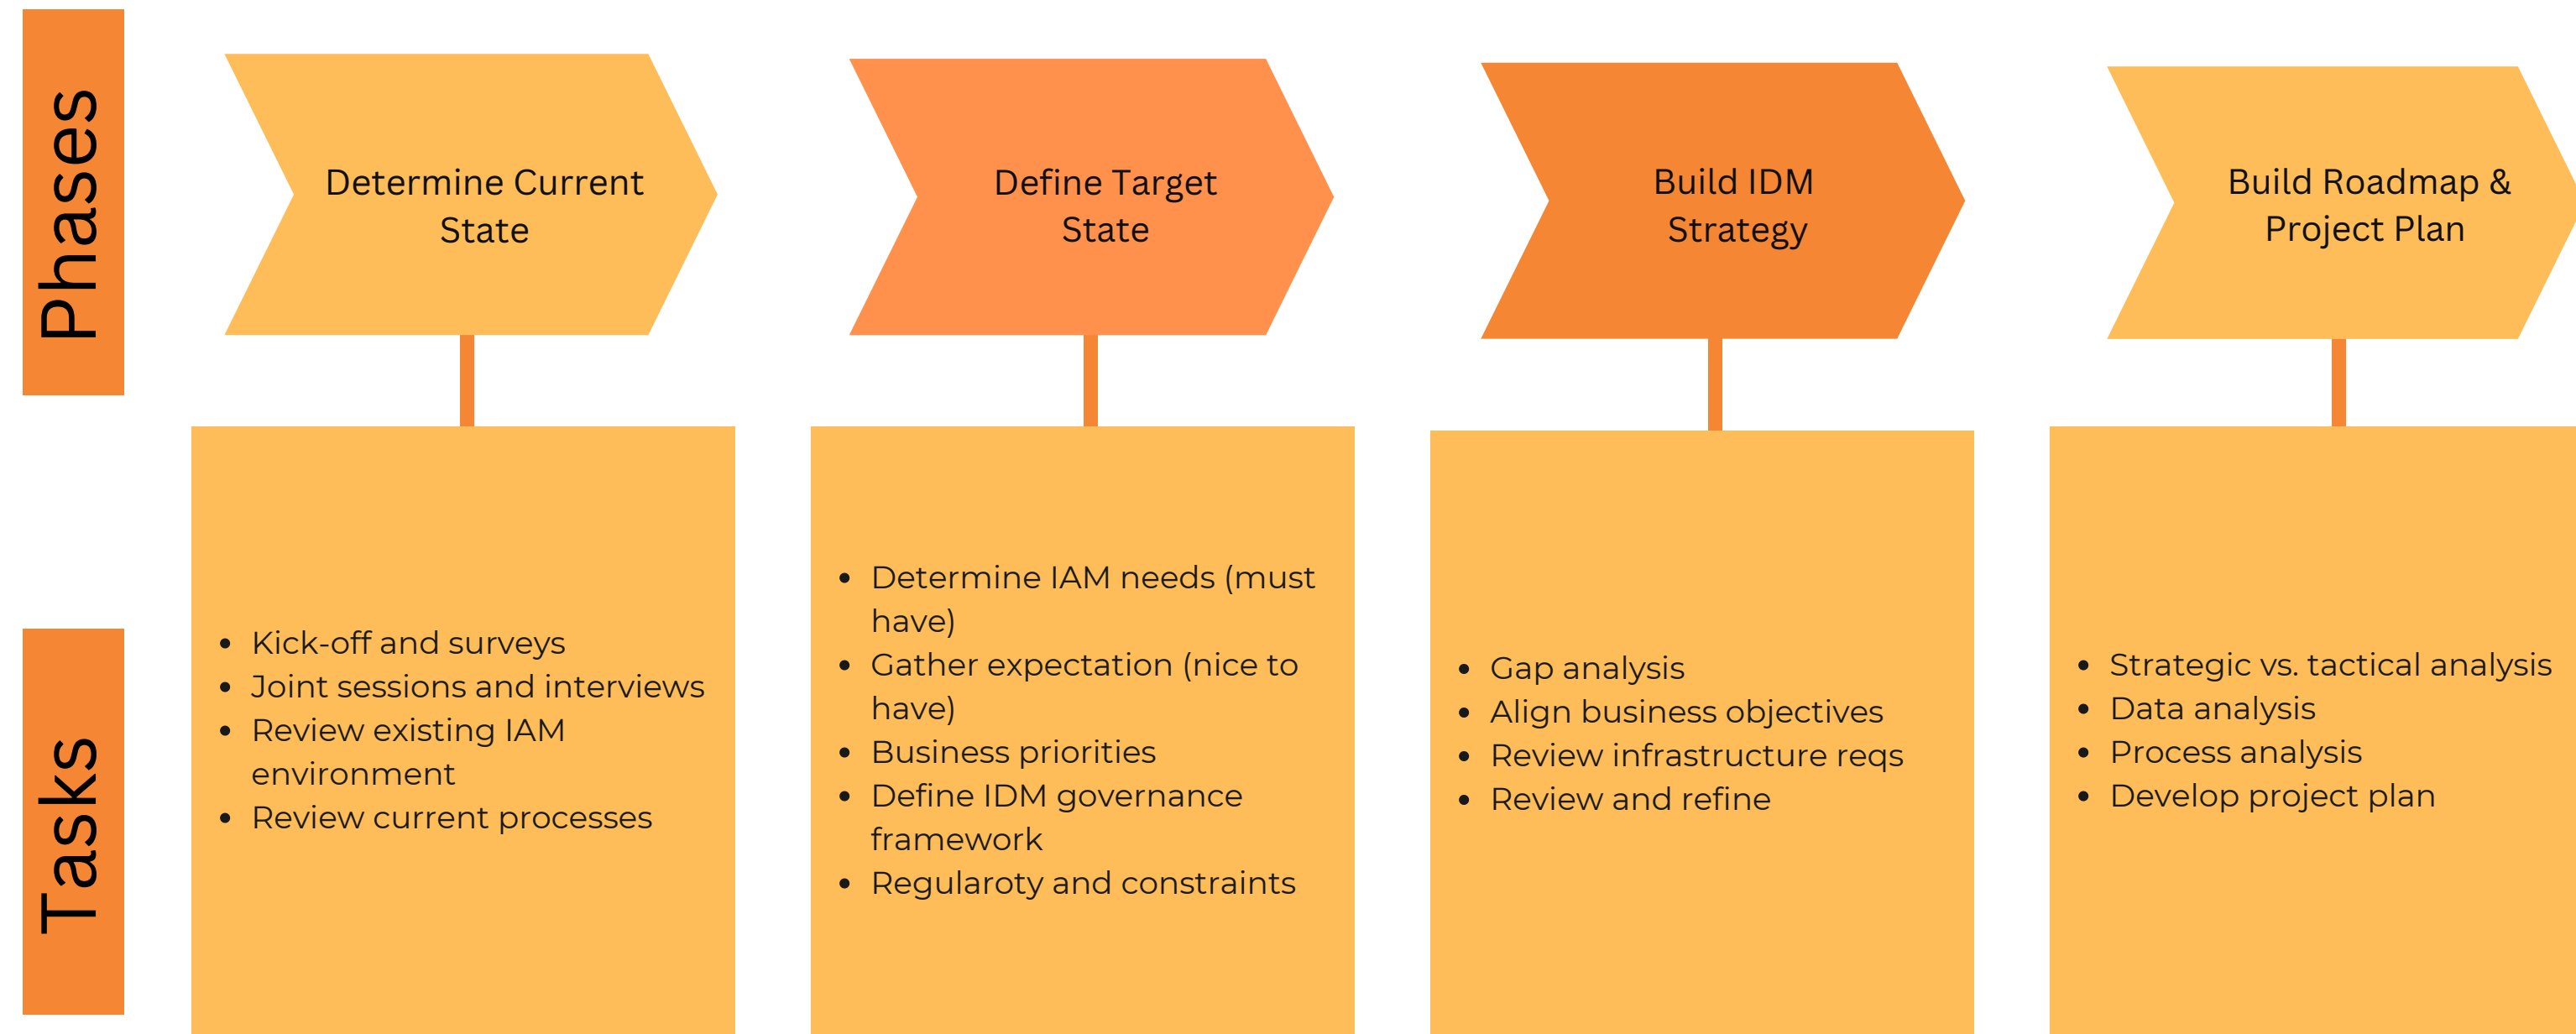 Phases
Determine Current
State
Define Target
State
Build IDM
Strategy
Build Roadmap &
Project Plan
Tasks
• Kick-off and surveys
• Joint sessions and interviews
• Review existing IAM
environment
• Review current processes
• Determine IAM needs (must
have)
• Gather expectation (nice to
have)
• Business priorities
• Define IDM governance
framework
• Regularoty and constraints
• Gap analysis
• Align business objectives
• Review infrastructure reqs
• Review and refine
• Strategic vs. tactical analysis
• Data analysis
• Process analysis
• Develop project plan